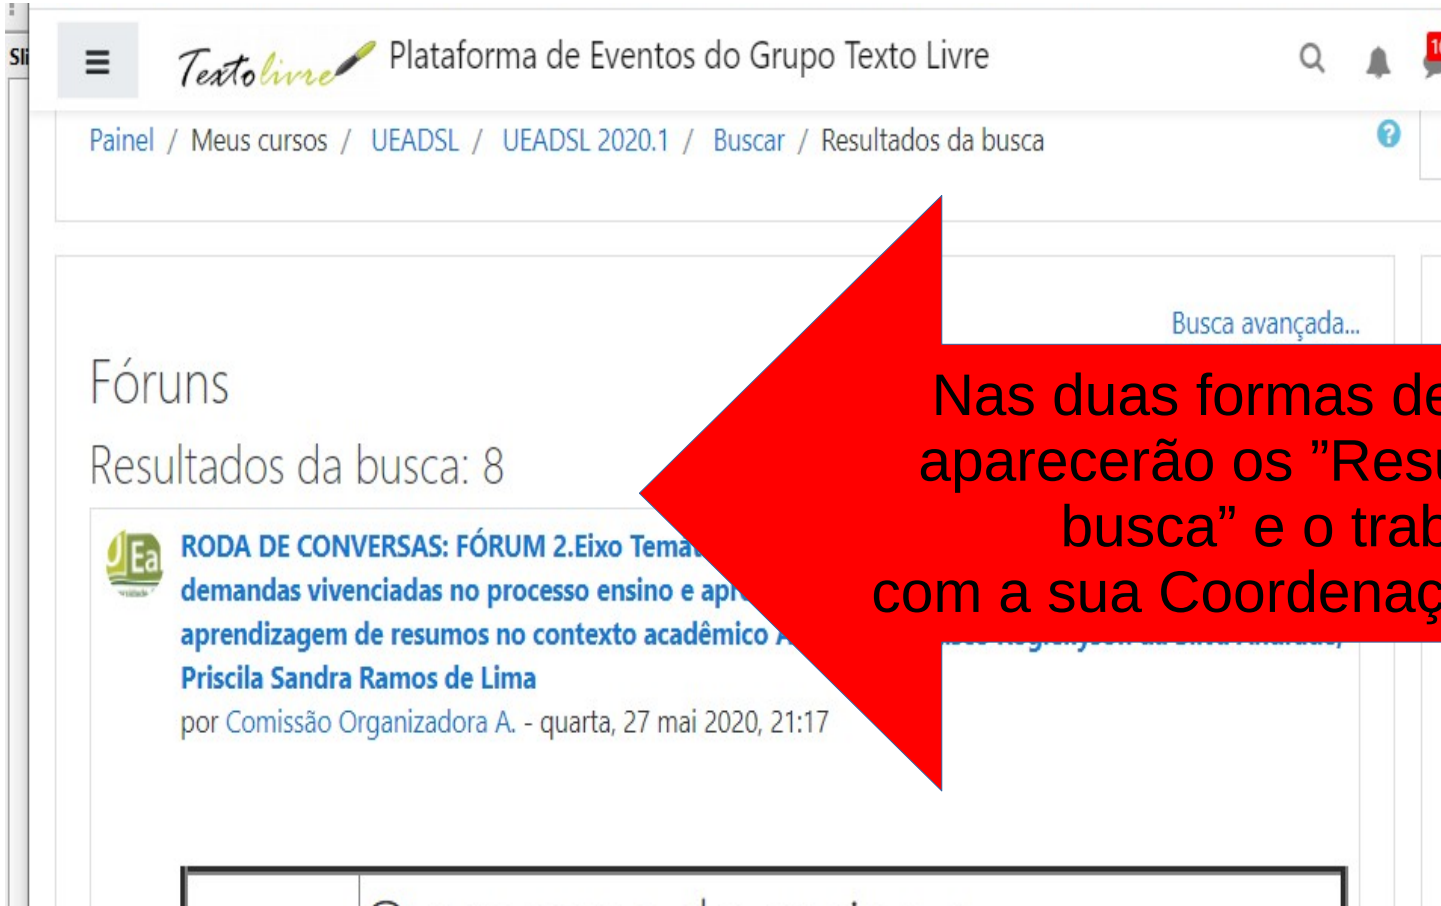 Sli
Textolivre Plataforma de Eventos do Grupo Texto Livre
Painel / Meus cursos / UEADSL / UEADSL 2020.1 / Buscar / Resultados da busca
Busca avançada...
Fóruns
Resultados da busca: 8
Nas duas formas de
aparecerão os ”Resu
busca” e o trab
com a sua Coordenaç
RODA DE CONVERSAS: FÓRUM 2.Eixo Temát
demandas vivenciadas no processo ensino e apr
aprendizagem de resumos no contexto acadêmico
Priscila Sandra Ramos de Lima
por Comissão Organizadora A. - quarta, 27 mai 2020, 21:17